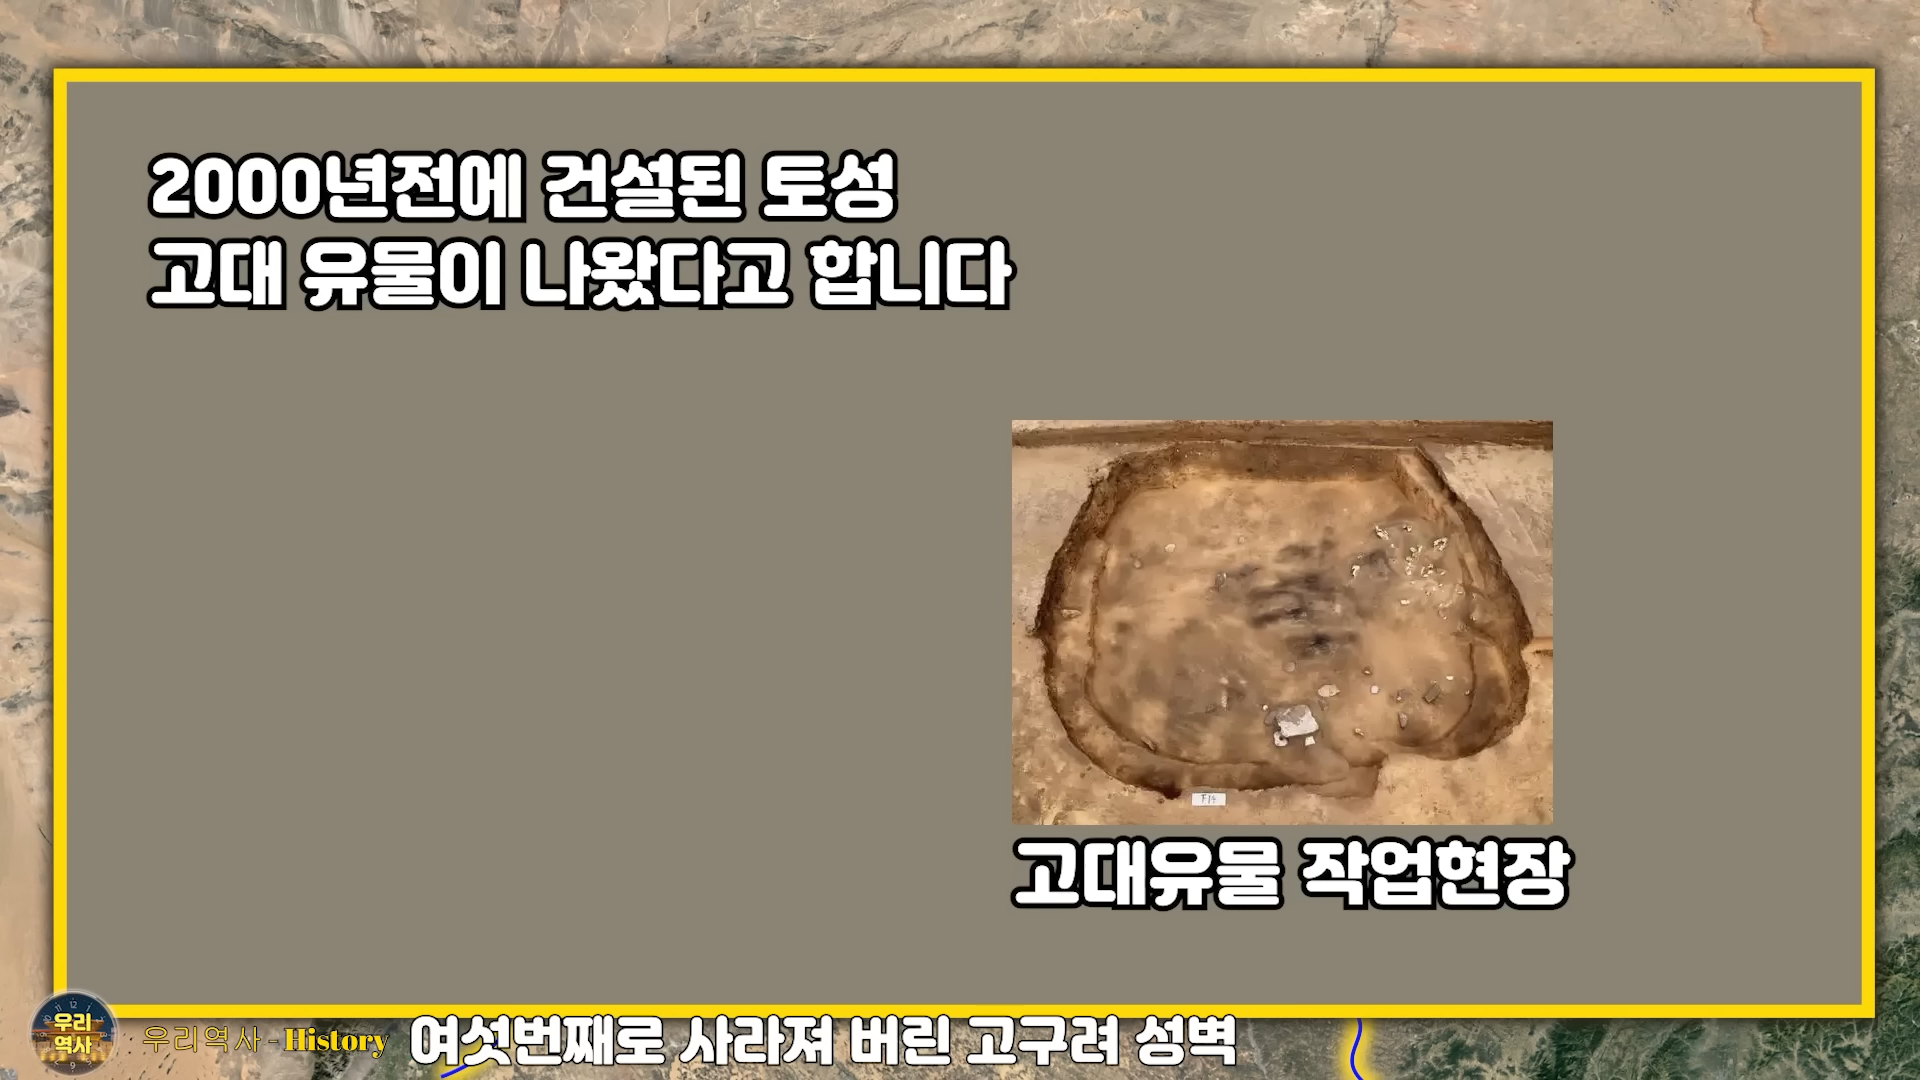 2000년전에 건설된 토성
고대 유물이 나왔다고 합니다
F14
고대유물 작업현장
우리
역사
우리역사 - History
여섯번째로 사라져 버린 고구려 성벽